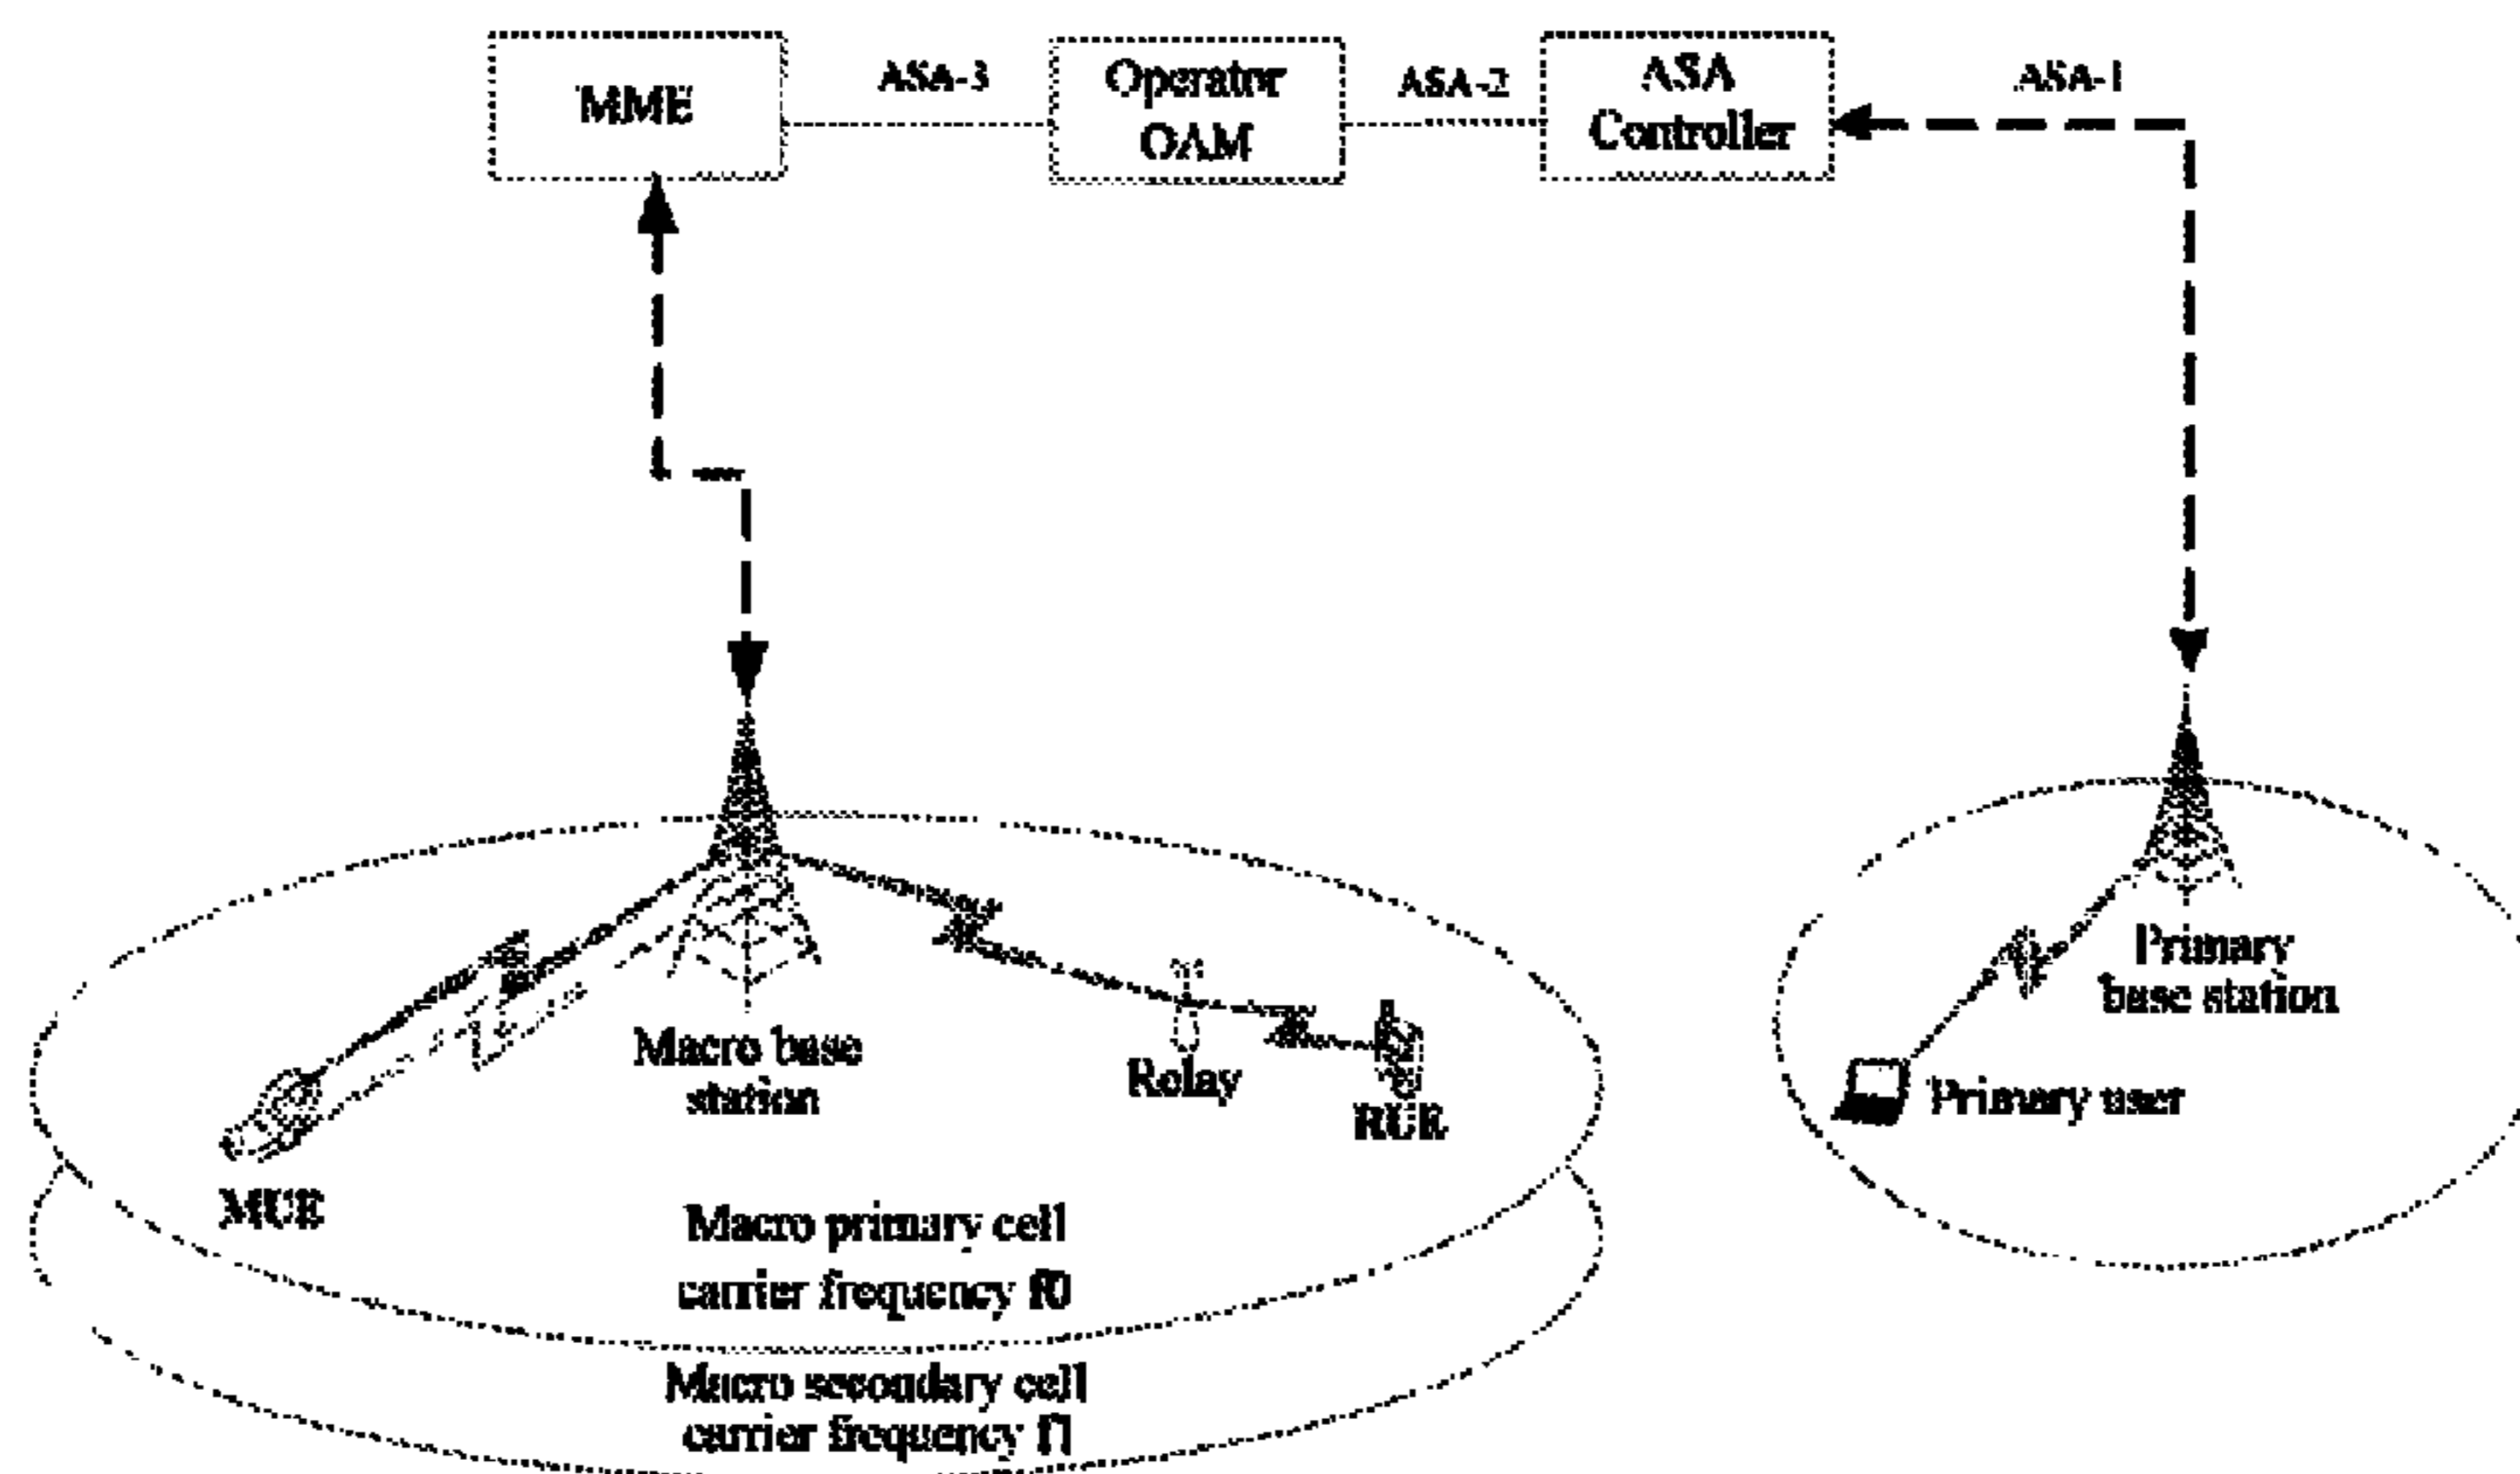 MME
ASA-3
Operator
OAM
ASA-2
ASA
Controller
ASA-1
Macro base
station
Relay
RUE
MUE
Primary
base station
Primary user
Macro primary cell
carrier frequency f0
Macro secondary cell
carrier frequency f1